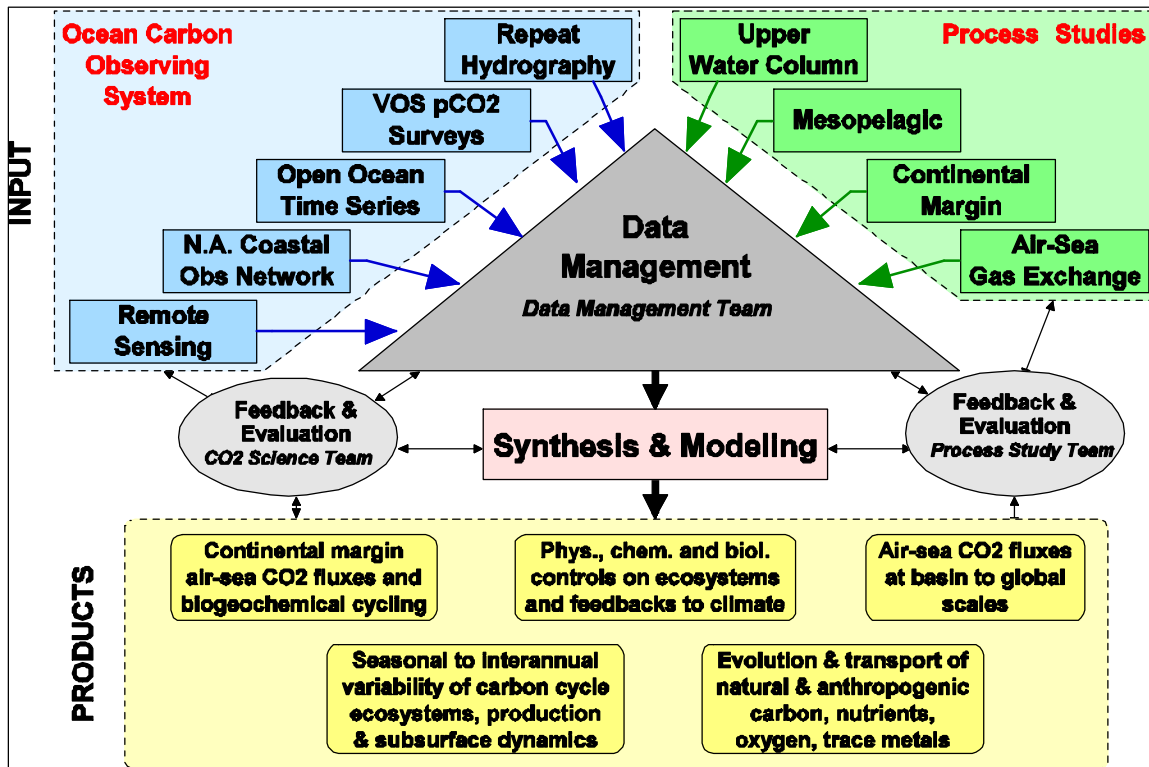 Ocean Carbon
Observing
System
Repeat
Hydrography
VOS pCO2
Surveys
Open Ocean
Time Series
N.A. Coastal
Obs Network
Remote
Sensing
Process Studies
Upper
Water Column
Mesopelagic
Continental
Margin
Air-Sea
Gas Exchange
INPUT
Data
Management
Data Management Team
Feedback &
Evaluation
CO2 Science Team
Synthesis & Modeling
Feedback &
Evaluation
Process Study Team
PRODUCTS
Continental margin
air-sea CO2 fluxes and
biogeochemical cycling
Phys., chem. and biol.
controls on ecosystems
and feedbacks to climate
Air-sea CO2 fluxes
at basin to global
scales
Seasonal to interannual
variability of carbon cycle
ecosystems, production
& subsurface dynamics
Evolution & transport of
natural & anthropogenic
carbon, nutrients,
oxygen, trace metals